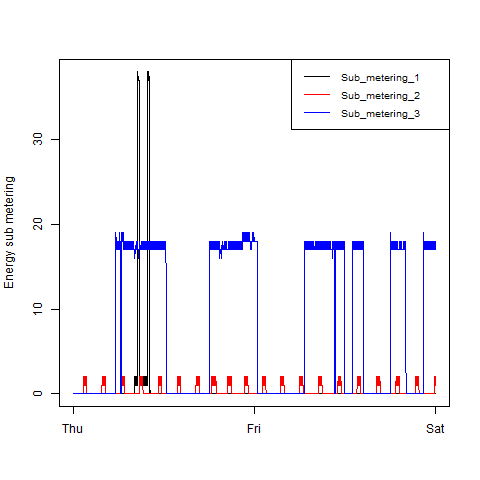 Sub_metering_1
Sub_metering_2
Sub_metering_3
Energy sub metering
30
20
10
0
Thu
Fri
Sat